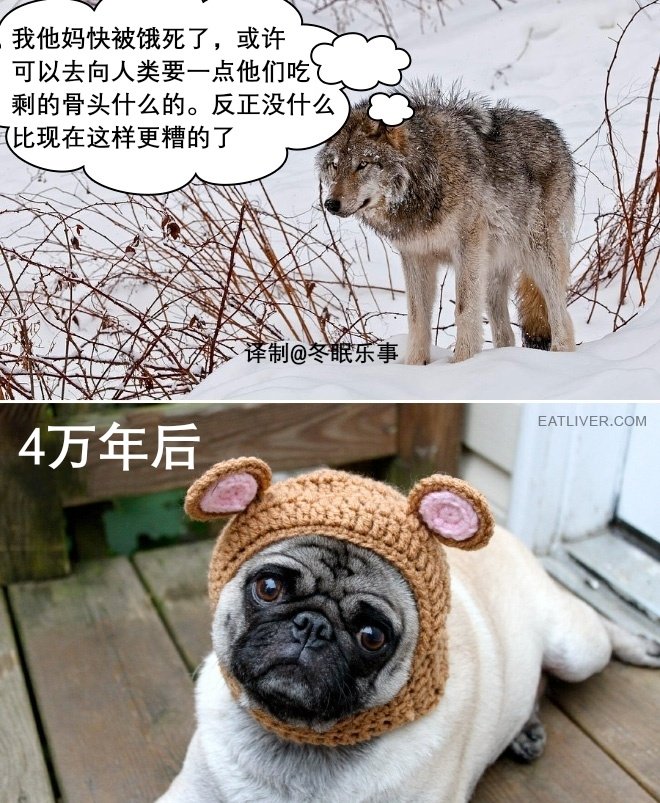 我他妈快被饿死了，或许
可以去向人类要一点他们吃
剩的骨头什么的。反正没什么
比现在这样更糟的了
译制@冬眠乐事
4万年后
EATLIVER.COM